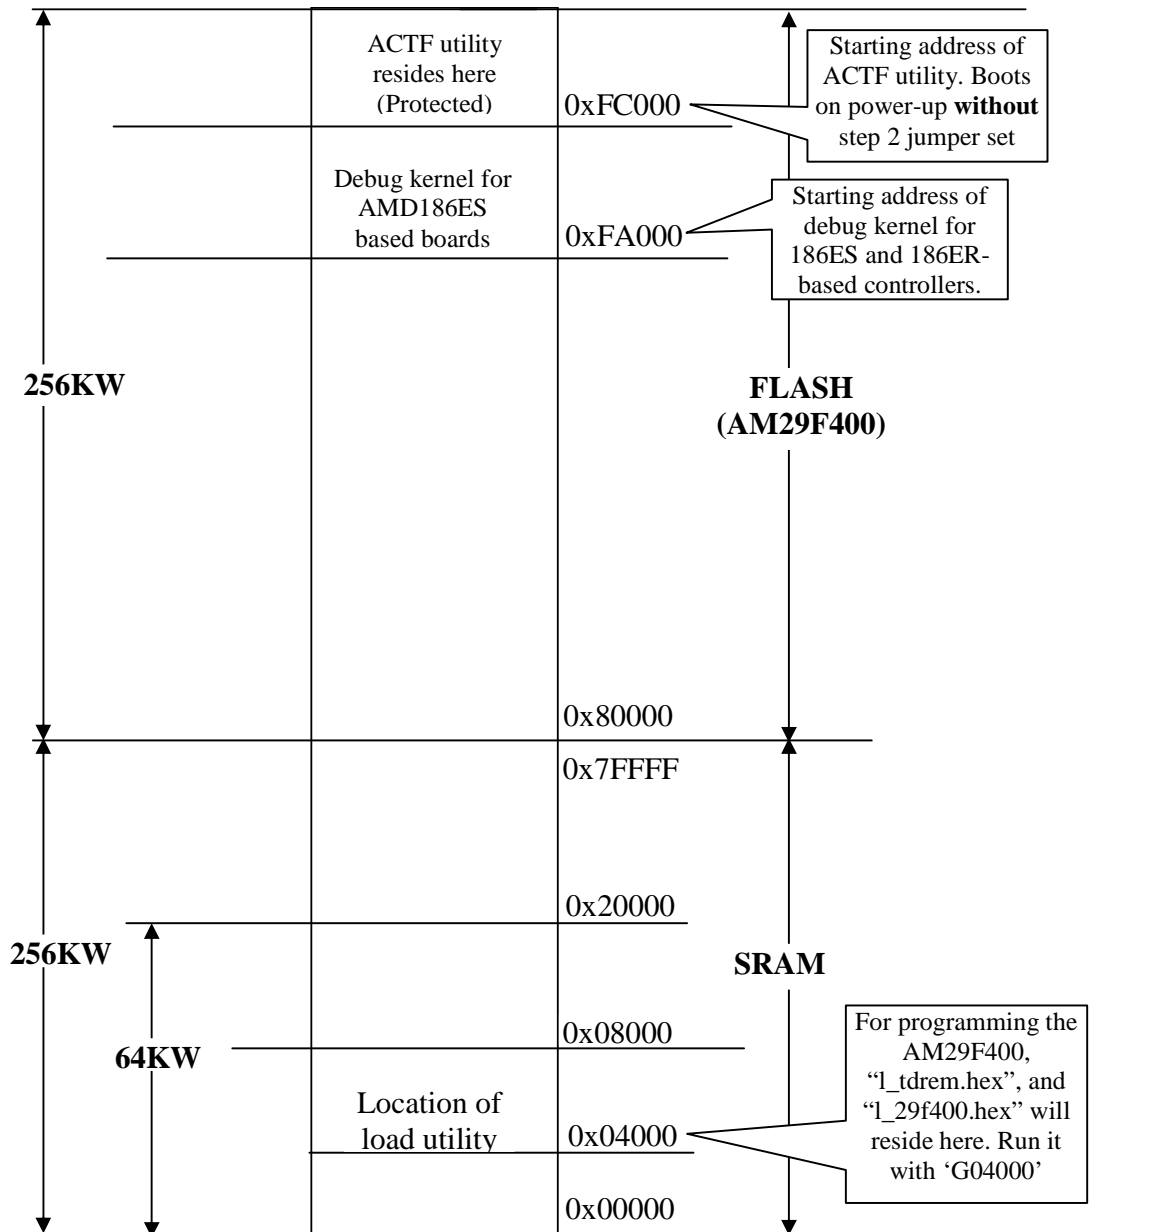 ACTF utility
resides here
(Protected)
0xFC000
Starting address of
ACTF utility. Boots
on power-up without
step 2 jumper set
Debug kernel for
AMD186ES
based boards
0xFA000
Starting address of
debug kernel for
186ES and 186ER-
based controllers.
256KW
FLASH
(AM29F400)
0x80000
0x7FFFF
0x20000
256KW
SRAM
0x08000
64KW
Location of
load utility
0x04000
For programming the
AM29F400,
“l_tdrem.hex”, and
“l_29f400.hex” will
reside here. Run it
with ‘G04000’
0x00000